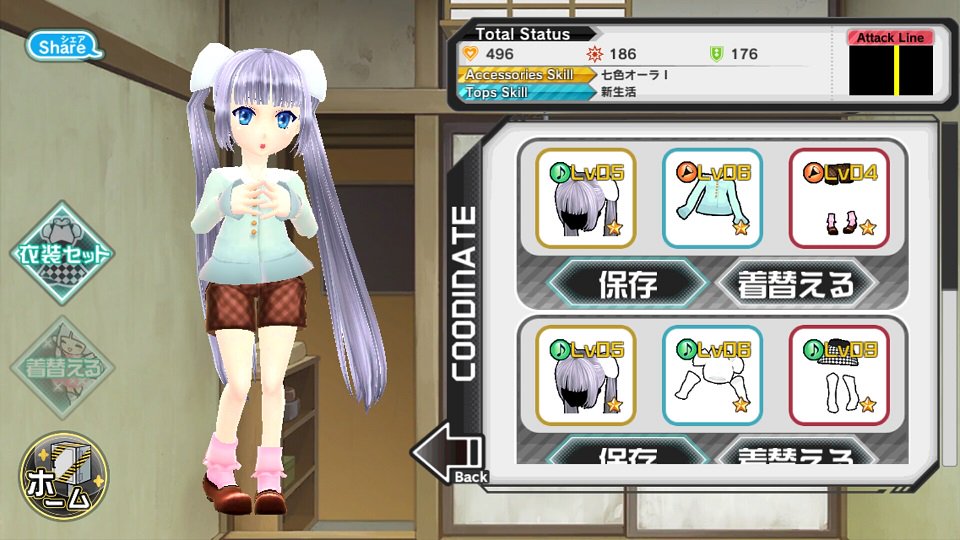 シェア
Share
Total Status
496
186
176
Attack Line
Accessories Skill
七色オーラⅠ
Tops Skill
新生活
衣装セット
着替える
ホーム
COODINATE
Lv05
Lv06
Lv04
保存
着替える
Lv05
Lv06
Lv03
保存
着替える
Back